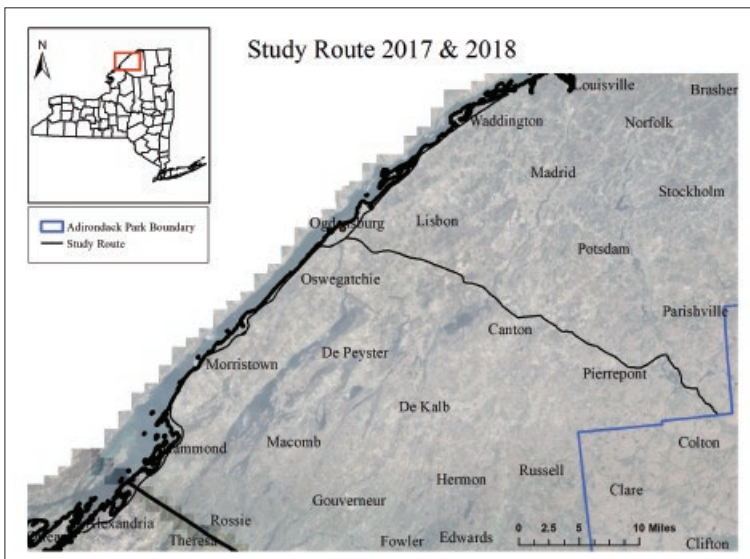 Study Route 2017 & 2018
N
Adirondack Park Boundary
Study Route
Louisville
Brasher
Waddington
Norfolk
Madrid
Stockholm
Ogdensburg
Lisbon
Potsdam
Oswegatchie
Parishville
Canton
De Peyster
Morristown
Pierrepont
De Kalb
Macomb
ammond
Colton
Hermon
Russell
Clare
Gouverneur
Alexandria
Rossie
0 2.5 5 10 Miles
Theresa
Fowler
Edwards
Clifton